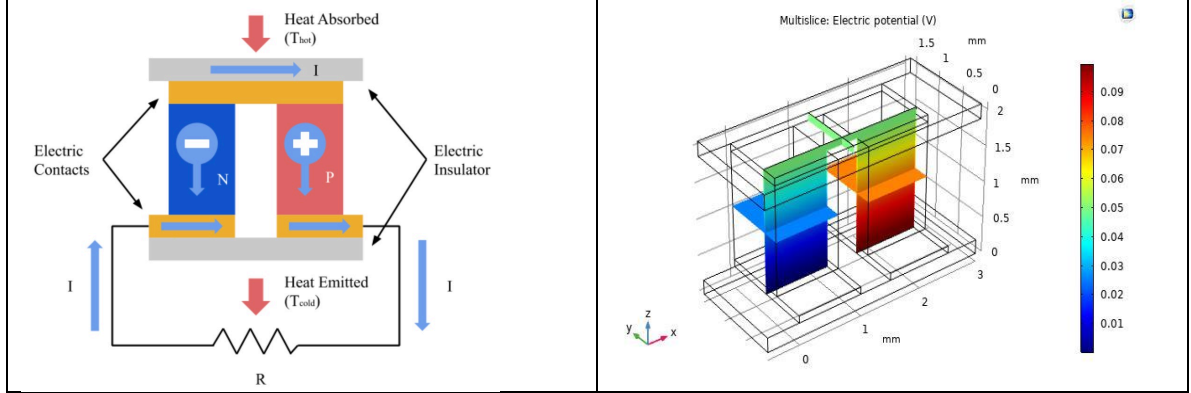 Heat Absorbed
(Thot)
I
Electric
Contacts
Electric
Insulator
N
P
I
I
Heat Emitted
(Tcold)
R
Multislice: Electric potential (V)
1.5
mm
1
0.5
0
2
1.5
1
mm
0.5
0
3
2
mm
1
0
z
y
x
0.09
0.08
0.07
0.06
0.05
0.04
0.03
0.02
0.01